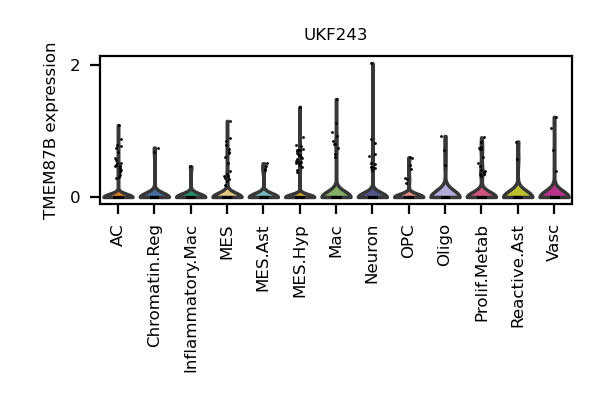 UKF243
TMEM87B expression
2
0
AC
Chromatin.Reg
Inflammatory.Mac
MES
MES.Ast
MES.Hyp
Mac
Neuron
OPC
Oligo
Prolif.Metab
Reactive.Ast
Vasc